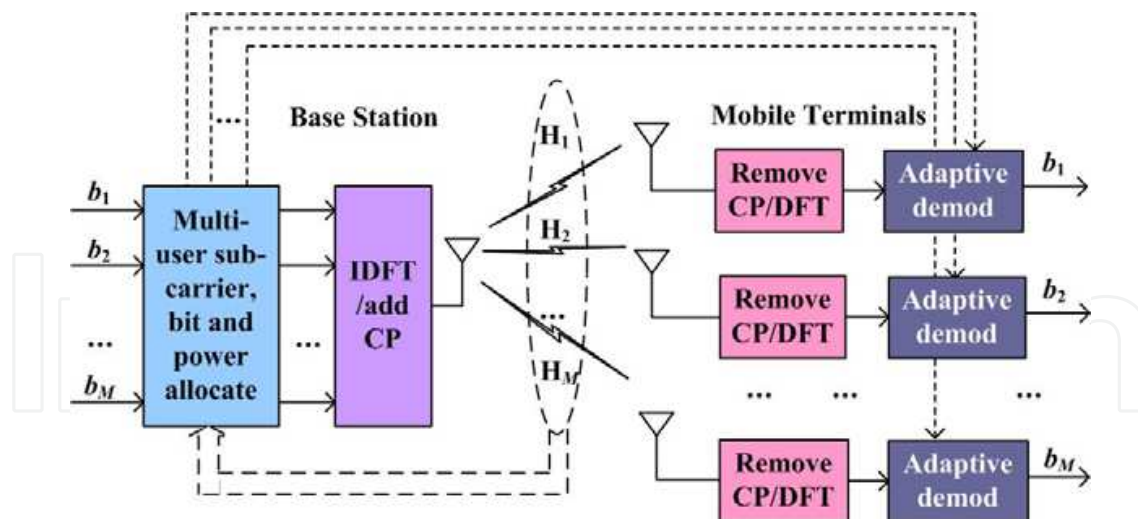 ...
Base Station
Mobile Terminals
H1
H2
...
HM
b1
b2
...
bM
Multi-
user sub-
carrier,
bit and
power
allocate
...
IDFT
/add
CP
Remove
CP/DFT
Adaptive
demod
b1
Remove
CP/DFT
Adaptive
demod
b2
...
...
...
Remove
CP/DFT
Adaptive
demod
bM